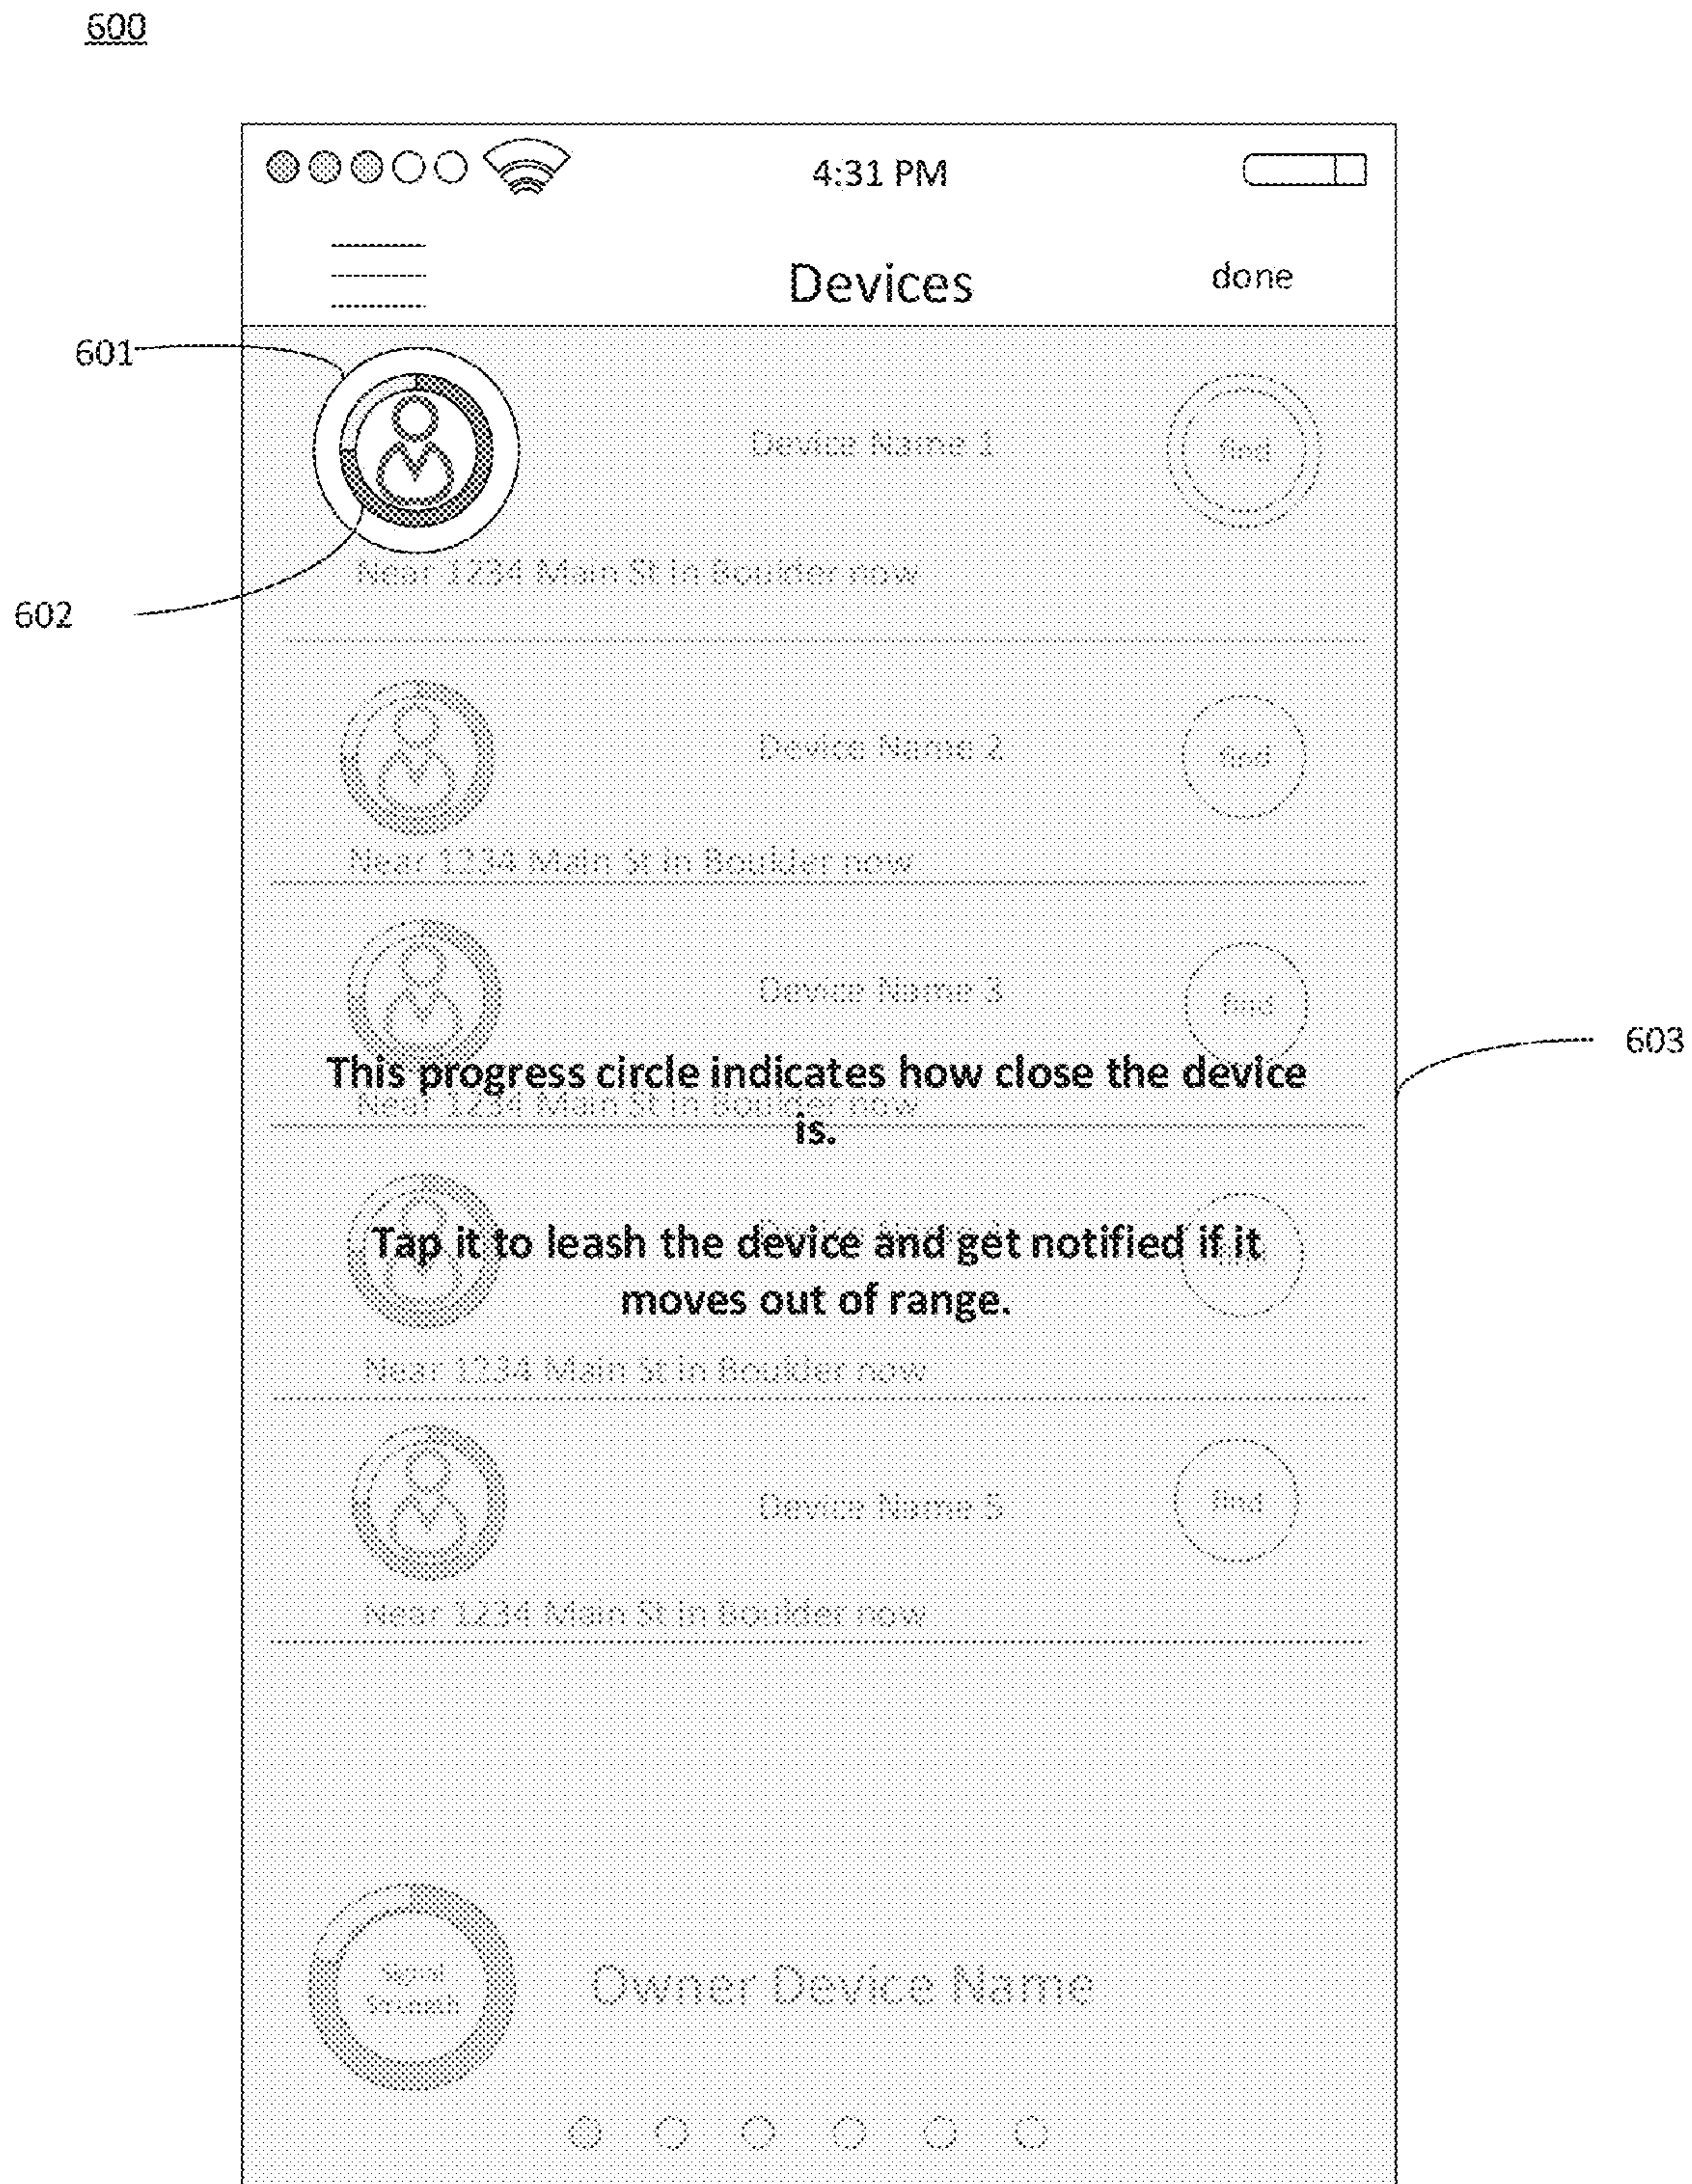 600
4:31 PM
Devices
done
601
Device Name 1
find
Near 1234 Main St in Boulder now
602
Device Name 2
find
Near 1234 Main St in Boulder now
Device Name 3
find
603
This progress circle indicates how close the device
Near 1234 Main St in Boulder now
is.
Tap it to leash the device and get notified if it
moves out of range.
Near 1234 Main St in Boulder now
Device Name 5
find
Near 1234 Main St in Boulder now
Signal
Strength
Owner Device Name